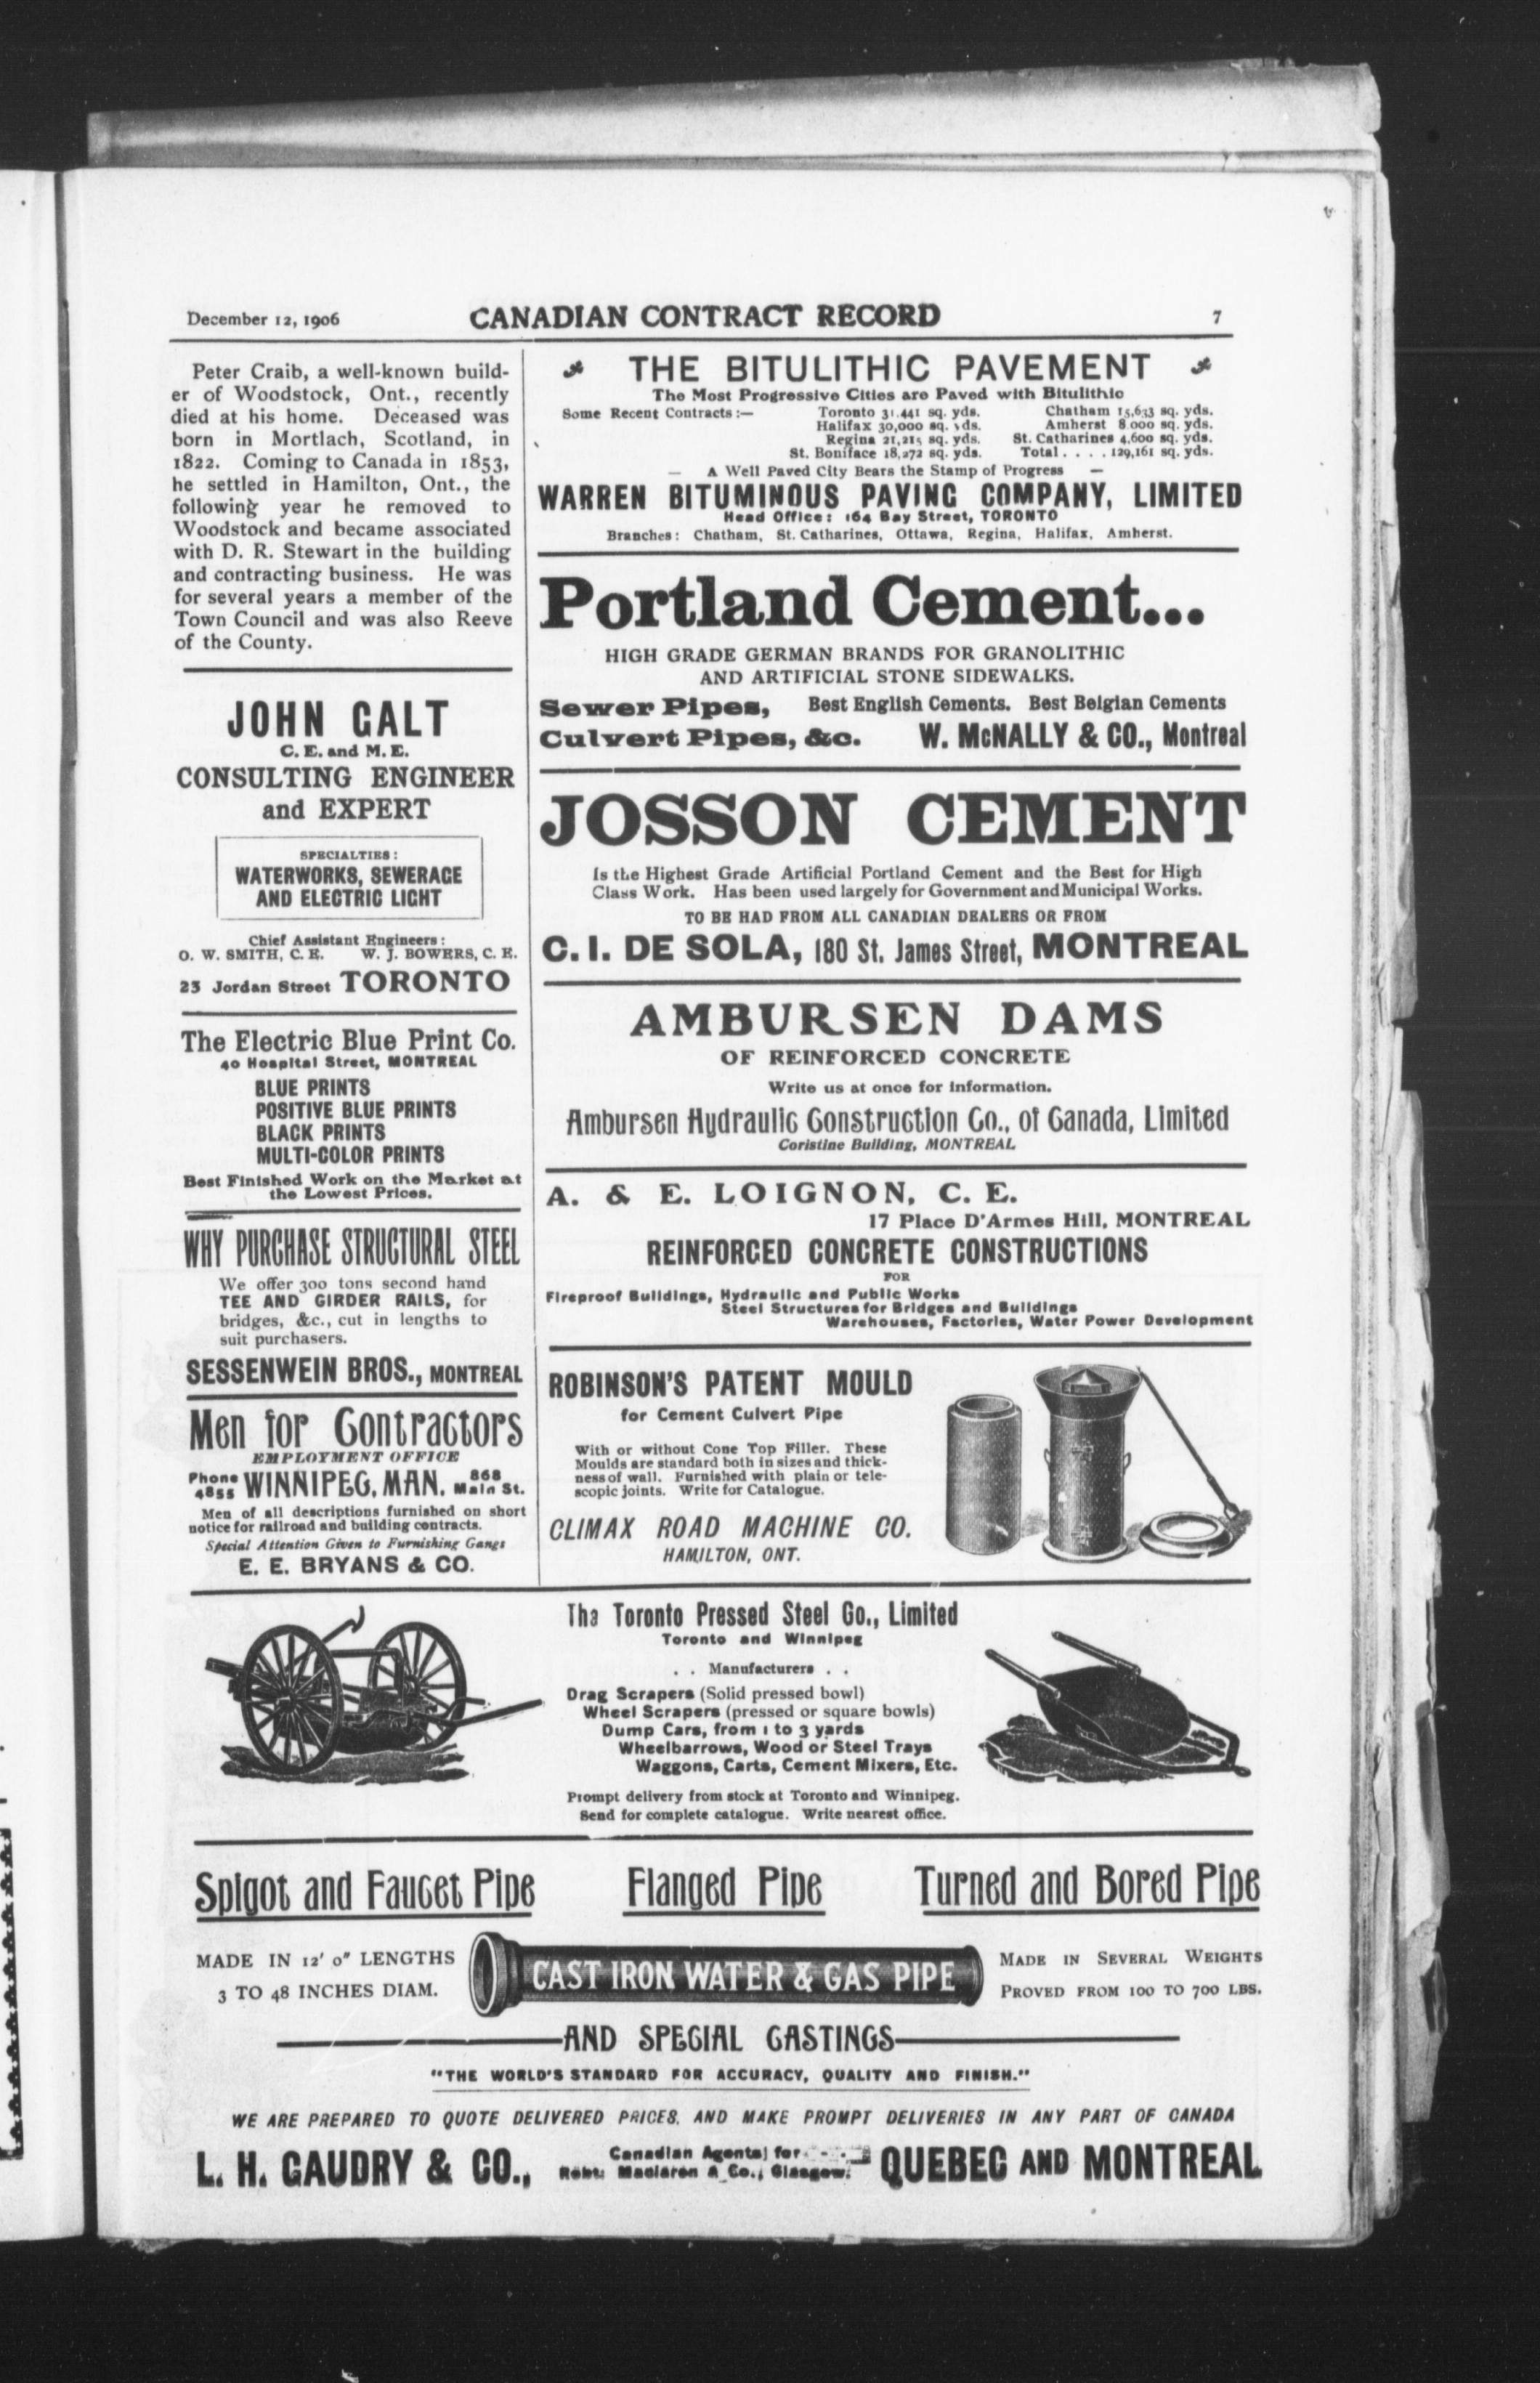 December 12, 1906
CANADIAN CONTRACT RECORD
7
Peter Craib, a well-known build-
er of Woodstock, Ont., recently
died at his home. Deceased was
born in Mortlach, Scotland, in
1822. Coming to Canada in 1853,
he settled in Hamilton, Ont., the
following year he removed to
Woodstock and became associated
with D. R. Stewart in the building
and contracting business. He was
for several years a member of the
Town Council and was also Reeve
of the County.
JOHN GALT
C. E. and M. E.
CONSULTING ENGINEER
and EXPERT
SPECIALTIES:
WATERWORKS, SEWERAGE
AND ELECTRIC LIGHT
Chief Assistant Engineers:
O. W. SMITH, C. E. W. J. BOWERS, C. E.
23 Jordan Street TORONTO
The Electric Blue Print Co.
40 Hospital Street, MONTREAL
BLUE PRINTS
POSITIVE BLUE PRINTS
BLACK PRINTS
MULTI-COLOR PRINTS
Best Finished Work on the Market at
the Lowest Prices.
WHY PURCHASE STRUCTURAL STEEL
We offer 300 tons second hand
TEE AND GIRDER RAILS, for
bridges, &c., cut in lengths to
suit purchasers.
SESSENWEIN BROS., MONTREAL
Men for Contractors
EMPLOYMENT OFFICE
Phone 4855 WINNIPEG, MAN. 868 Main St.
Men of all descriptions furnished on short
notice for railroad and building contracts.
Special Attention Given to Furnishing Gangs
E. E. BRYANS & CO.
THE BITULITHIC PAVEMENT
The Most Progressive Cities are Paved with Bitulithic
Some Recent Contracts:— Toronto 31,441 sq. yds. Chatham 15,633 sq. yds.
Halifax 30,000 sq. yds. Amherst 8,000 sq. yds.
Regina 21,215 sq. yds. St. Catharines 4,600 sq. yds.
St. Boniface 18,272 sq. yds. Total . . . . 129,161 sq. yds.
— A Well Paved City Bears the Stamp of Progress —
WARREN BITUMINOUS PAVING COMPANY, LIMITED
Head Office: 164 Bay Street, TORONTO
Branches: Chatham, St. Catharines, Ottawa, Regina, Halifax, Amherst.
Portland Cement...
HIGH GRADE GERMAN BRANDS FOR GRANOLITHIC
AND ARTIFICIAL STONE SIDEWALKS.
Sewer Pipes, Best English Cements. Best Belgian Cements
Culvert Pipes, &c. W. McNALLY & CO., Montreal
JOSSON CEMENT
Is the Highest Grade Artificial Portland Cement and the Best for High
Class Work. Has been used largely for Government and Municipal Works.
TO BE HAD FROM ALL CANADIAN DEALERS OR FROM
C. I. DE SOLA, 180 St. James Street, MONTREAL
AMBURSEN DAMS
OF REINFORCED CONCRETE
Write us at once for information.
Ambursen Hydraulic Construction Co., of Canada, Limited
Coristine Building, MONTREAL
A. & E. LOIGNON, C. E.
17 Place D'Armes Hill, MONTREAL
REINFORCED CONCRETE CONSTRUCTIONS
FOR
Fireproof Buildings, Hydraulic and Public Works
Steel Structures for Bridges and Buildings
Warehouses, Factories, Water Power Development
ROBINSON'S PATENT MOULD
for Cement Culvert Pipe
With or without Cone Top Filler. These
Moulds are standard both in sizes and thick-
ness of wall. Furnished with plain or tele-
scopic joints. Write for Catalogue.
CLIMAX ROAD MACHINE CO.
HAMILTON, ONT.
The Toronto Pressed Steel Co., Limited
Toronto and Winnipeg
. . Manufacturers . .
Drag Scrapers (Solid pressed bowl)
Wheel Scrapers (pressed or square bowls)
Dump Cars, from 1 to 3 yards
Wheelbarrows, Wood or Steel Trays
Waggons, Carts, Cement Mixers, Etc.
Prompt delivery from stock at Toronto and Winnipeg.
Send for complete catalogue. Write nearest office.
Spigot and Faucet Pipe Flanged Pipe Turned and Bored Pipe
MADE IN 12' 0" LENGTHS
3 TO 48 INCHES DIAM.
CAST IRON WATER & GAS PIPE
MADE IN SEVERAL WEIGHTS
PROVED FROM 100 TO 700 LBS.
AND SPECIAL CASTINGS
"THE WORLD'S STANDARD FOR ACCURACY, QUALITY AND FINISH."
WE ARE PREPARED TO QUOTE DELIVERED PRICES, AND MAKE PROMPT DELIVERIES IN ANY PART OF CANADA
L. H. GAUDRY & CO., Canadian Agents for
Robt. Maclaren & Co., Glasgow. QUEBEC AND MONTREAL